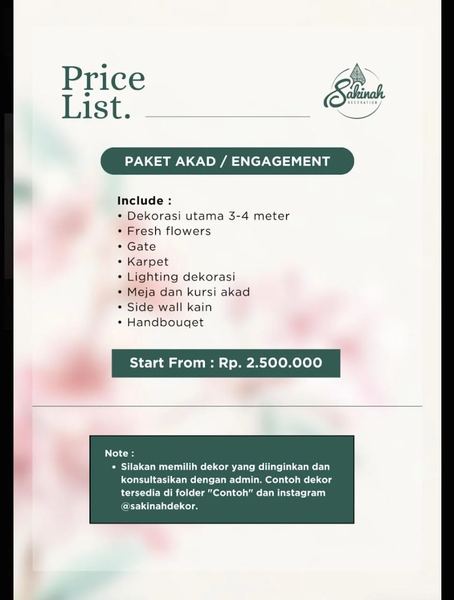 Price
List.
Sakinah
DECORATION
PAKET AKAD / ENGAGEMENT
Include :
• Dekorasi utama 3-4 meter
• Fresh flowers
• Gate
• Karpet
• Lighting dekorasi
• Meja dan kursi akad
• Side wall kain
• Handbouqet
Start From : Rp. 2.500.000
Note :
• Silakan memilih dekor yang diinginkan dan
konsultasikan dengan admin. Contoh dekor
tersedia di folder "Contoh" dan instagram
@sakinahdekor.